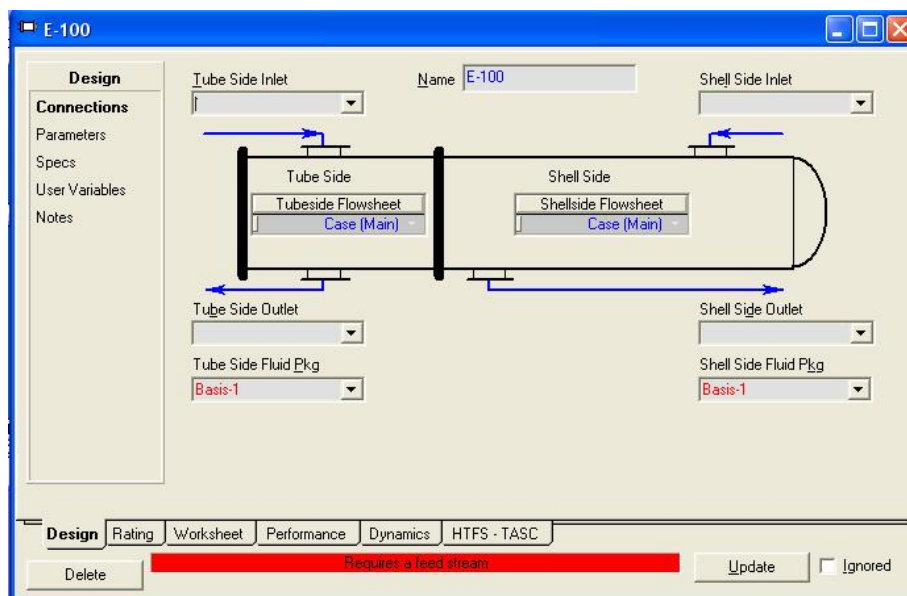 E-100
Design
Connections
Parameters
Specs
User Variables
Notes
Tube Side Inlet
Name E-100
Shell Side Inlet
Tube Side
Shell Side
Tubeside Flowsheet
Shellside Flowsheet
Case (Main)
Case (Main)
Tube Side Outlet
Shell Side Outlet
Tube Side Fluid Pkg
Shell Side Fluid Pkg
Basis-1
Basis-1
Design Rating Worksheet Performance Dynamics HTFS - TASC
Delete
Requires a feed stream
Update
Ignored